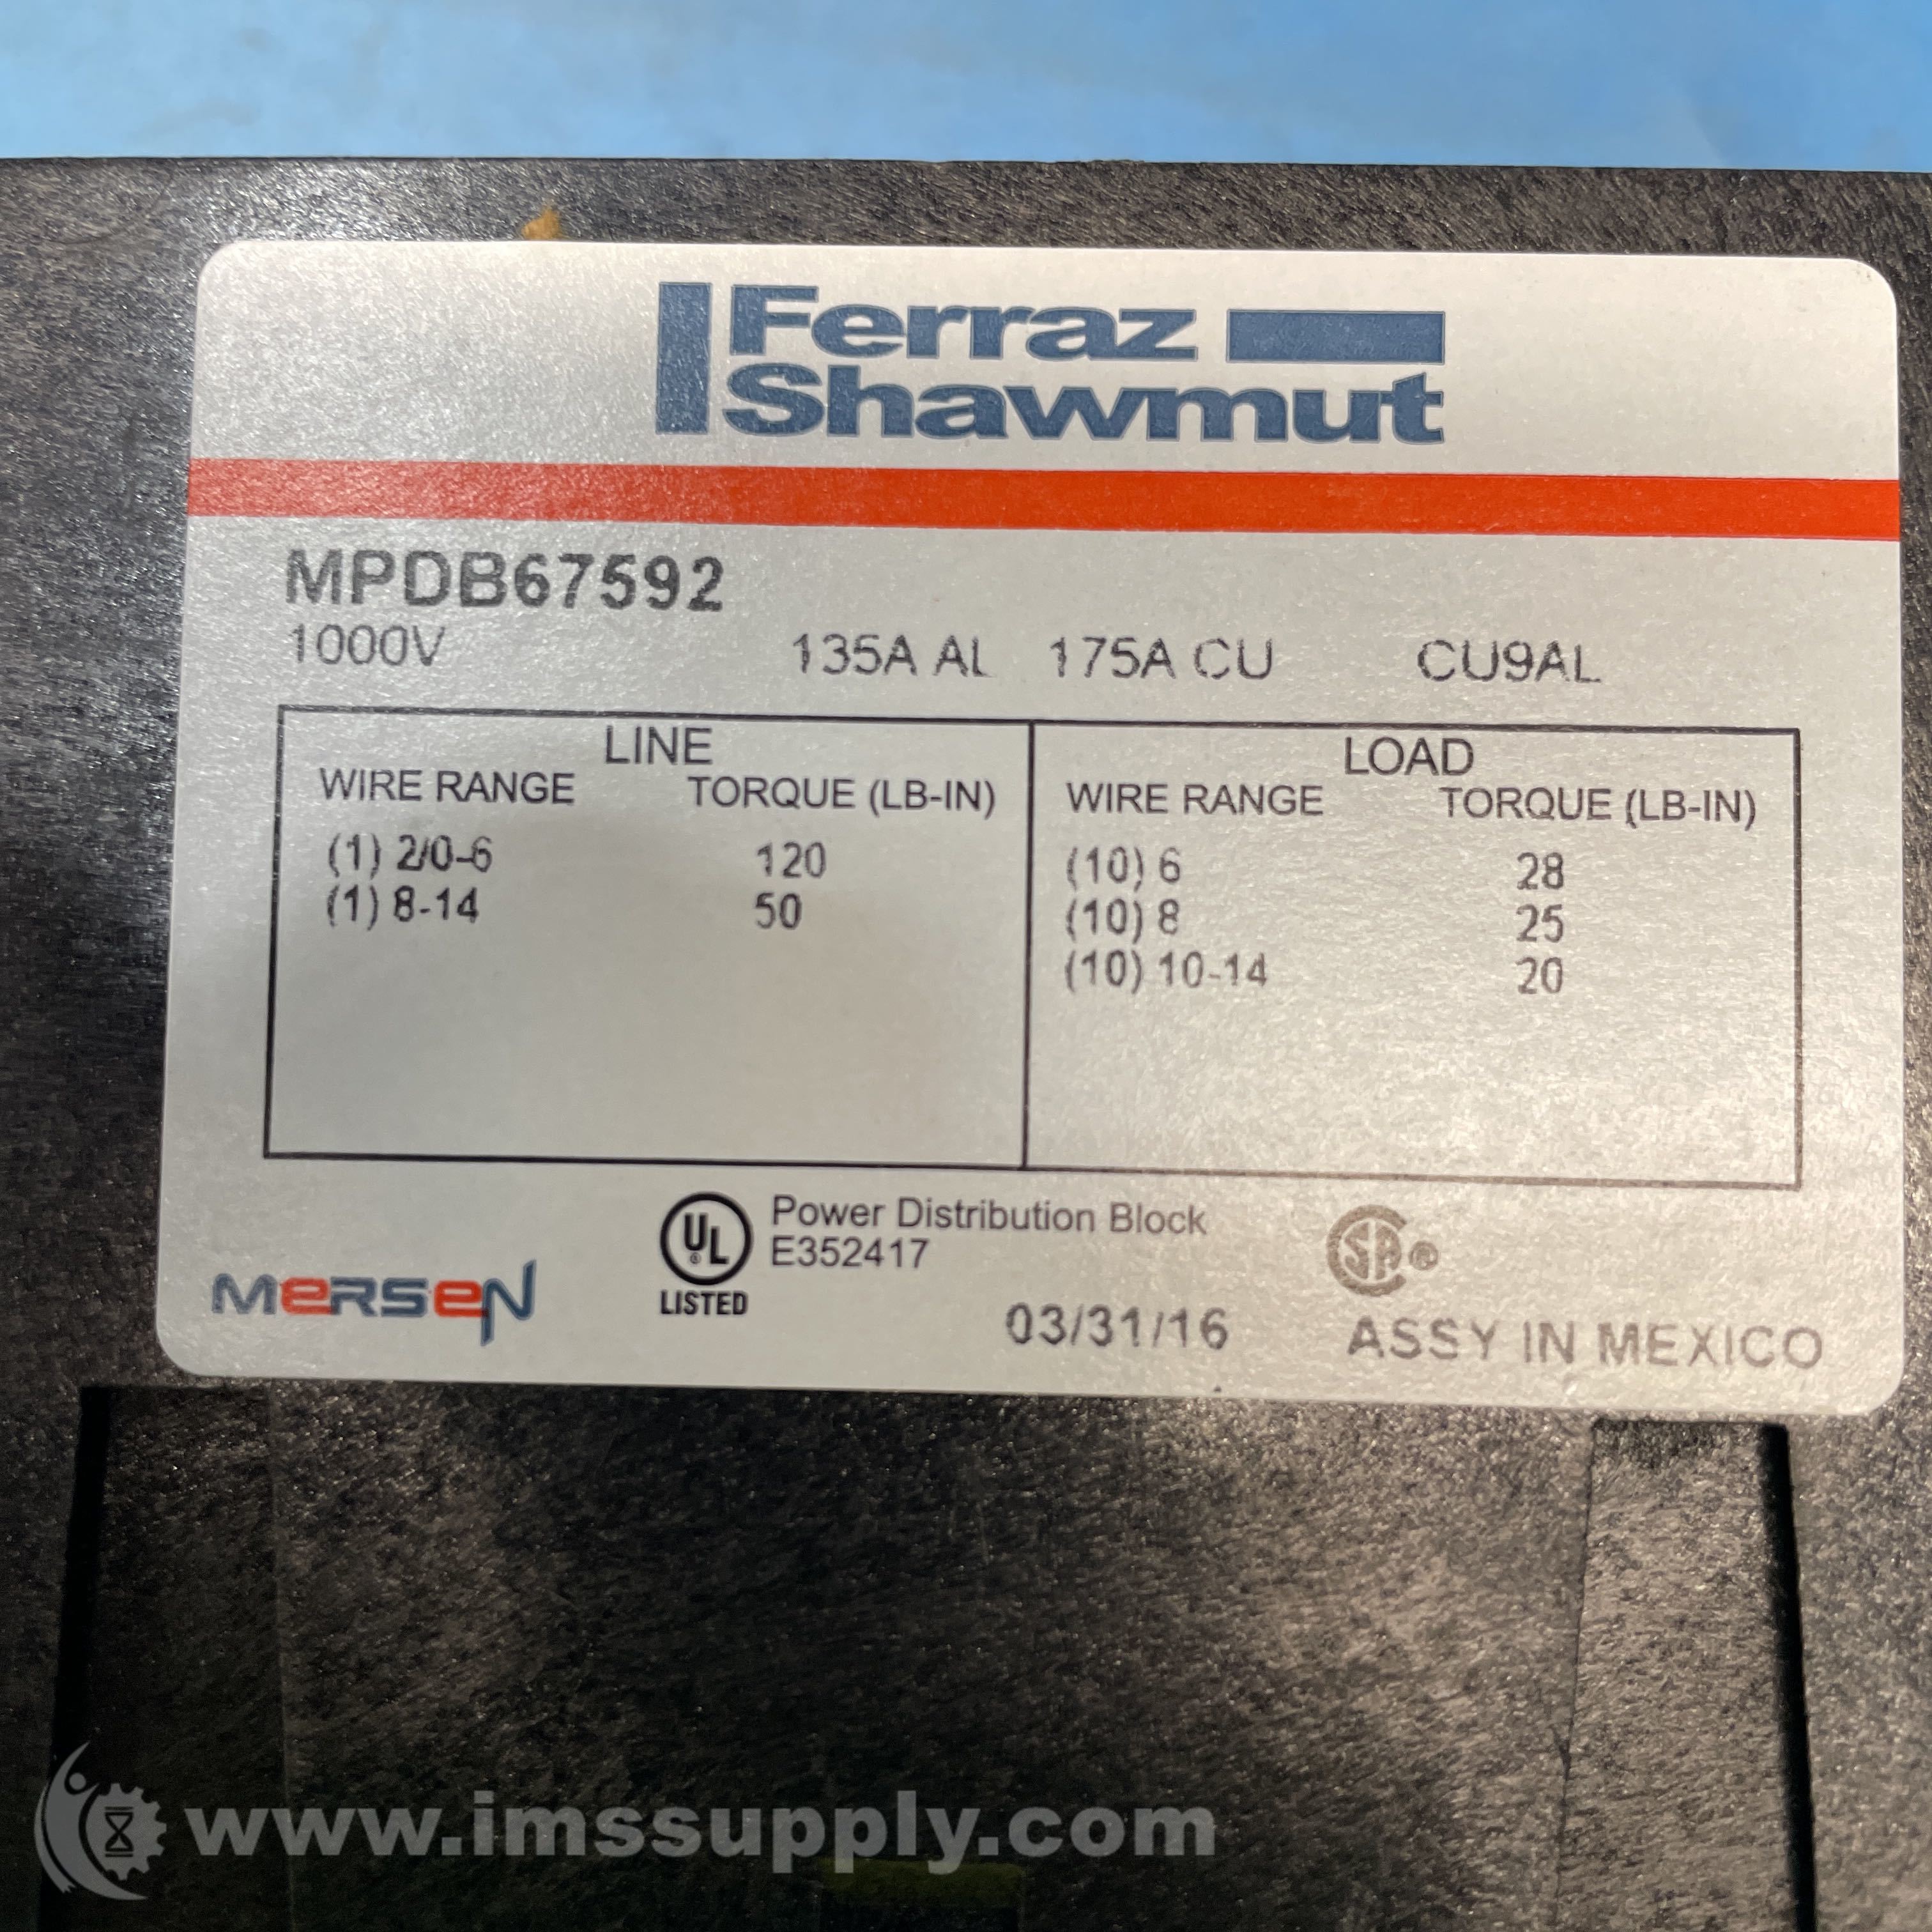 Ferraz
Shawmut
MPDB67592
1000V 135A AL 175A CU CU9AL
LINE
WIRE RANGE TORQUE (LB-IN)
(1) 2/0-6 120
(1) 8-14 50
LOAD
WIRE RANGE TORQUE (LB-IN)
(10) 6 28
(10) 8 25
(10) 10-14 20
MERSEN
UL ®
LISTED
Power Distribution Block
E352417
SA ®
03/31/16
ASSY IN MEXICO
www.imssupply.com